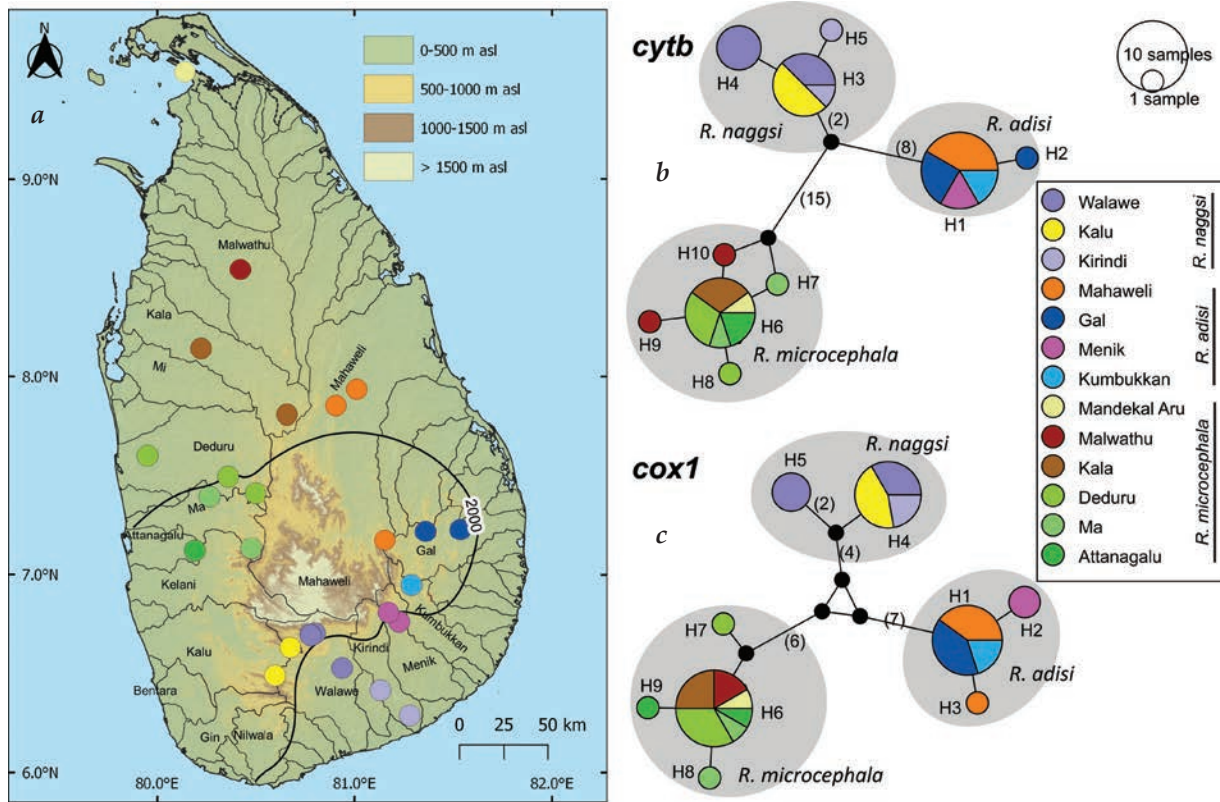 N
a
0-500 m asl
500-1000 m asl
1000-1500 m asl
> 1500 m asl
9.0°N
8.0°N
7.0°N
6.0°N
80.0°E
81.0°E
82.0°E
Malwathu
Kala
Mi
Mahaweli
Deduru
Ma
2000
Attanagalu
Gal
Kelani
Mahaweli
Kumbukkan
Kalu
Kirindi
Menik
Bentara
Walawe
Gin
Nilwala
0 25 50 km
b
cytb
H5
H4
H3
R. naggsi
(2)
10 samples
1 sample
R. adisi
(8)
H2
H1
(15)
H10
H7
H9
H6
H8
R. microcephala
Walawe
Kalu
Kirindi
R. naggsi
Mahaweli
Gal
Menik
Kumbukkan
R. adisi
Mandekal Aru
Malwathu
Kala
Deduru
Ma
Attanagalu
R. microcephala
c
cox1
R. naggsi
H5
(2)
H4
(4)
(7)
(6)
H1
H2
H3
R. adisi
H7
H9
H6
H8
R. microcephala